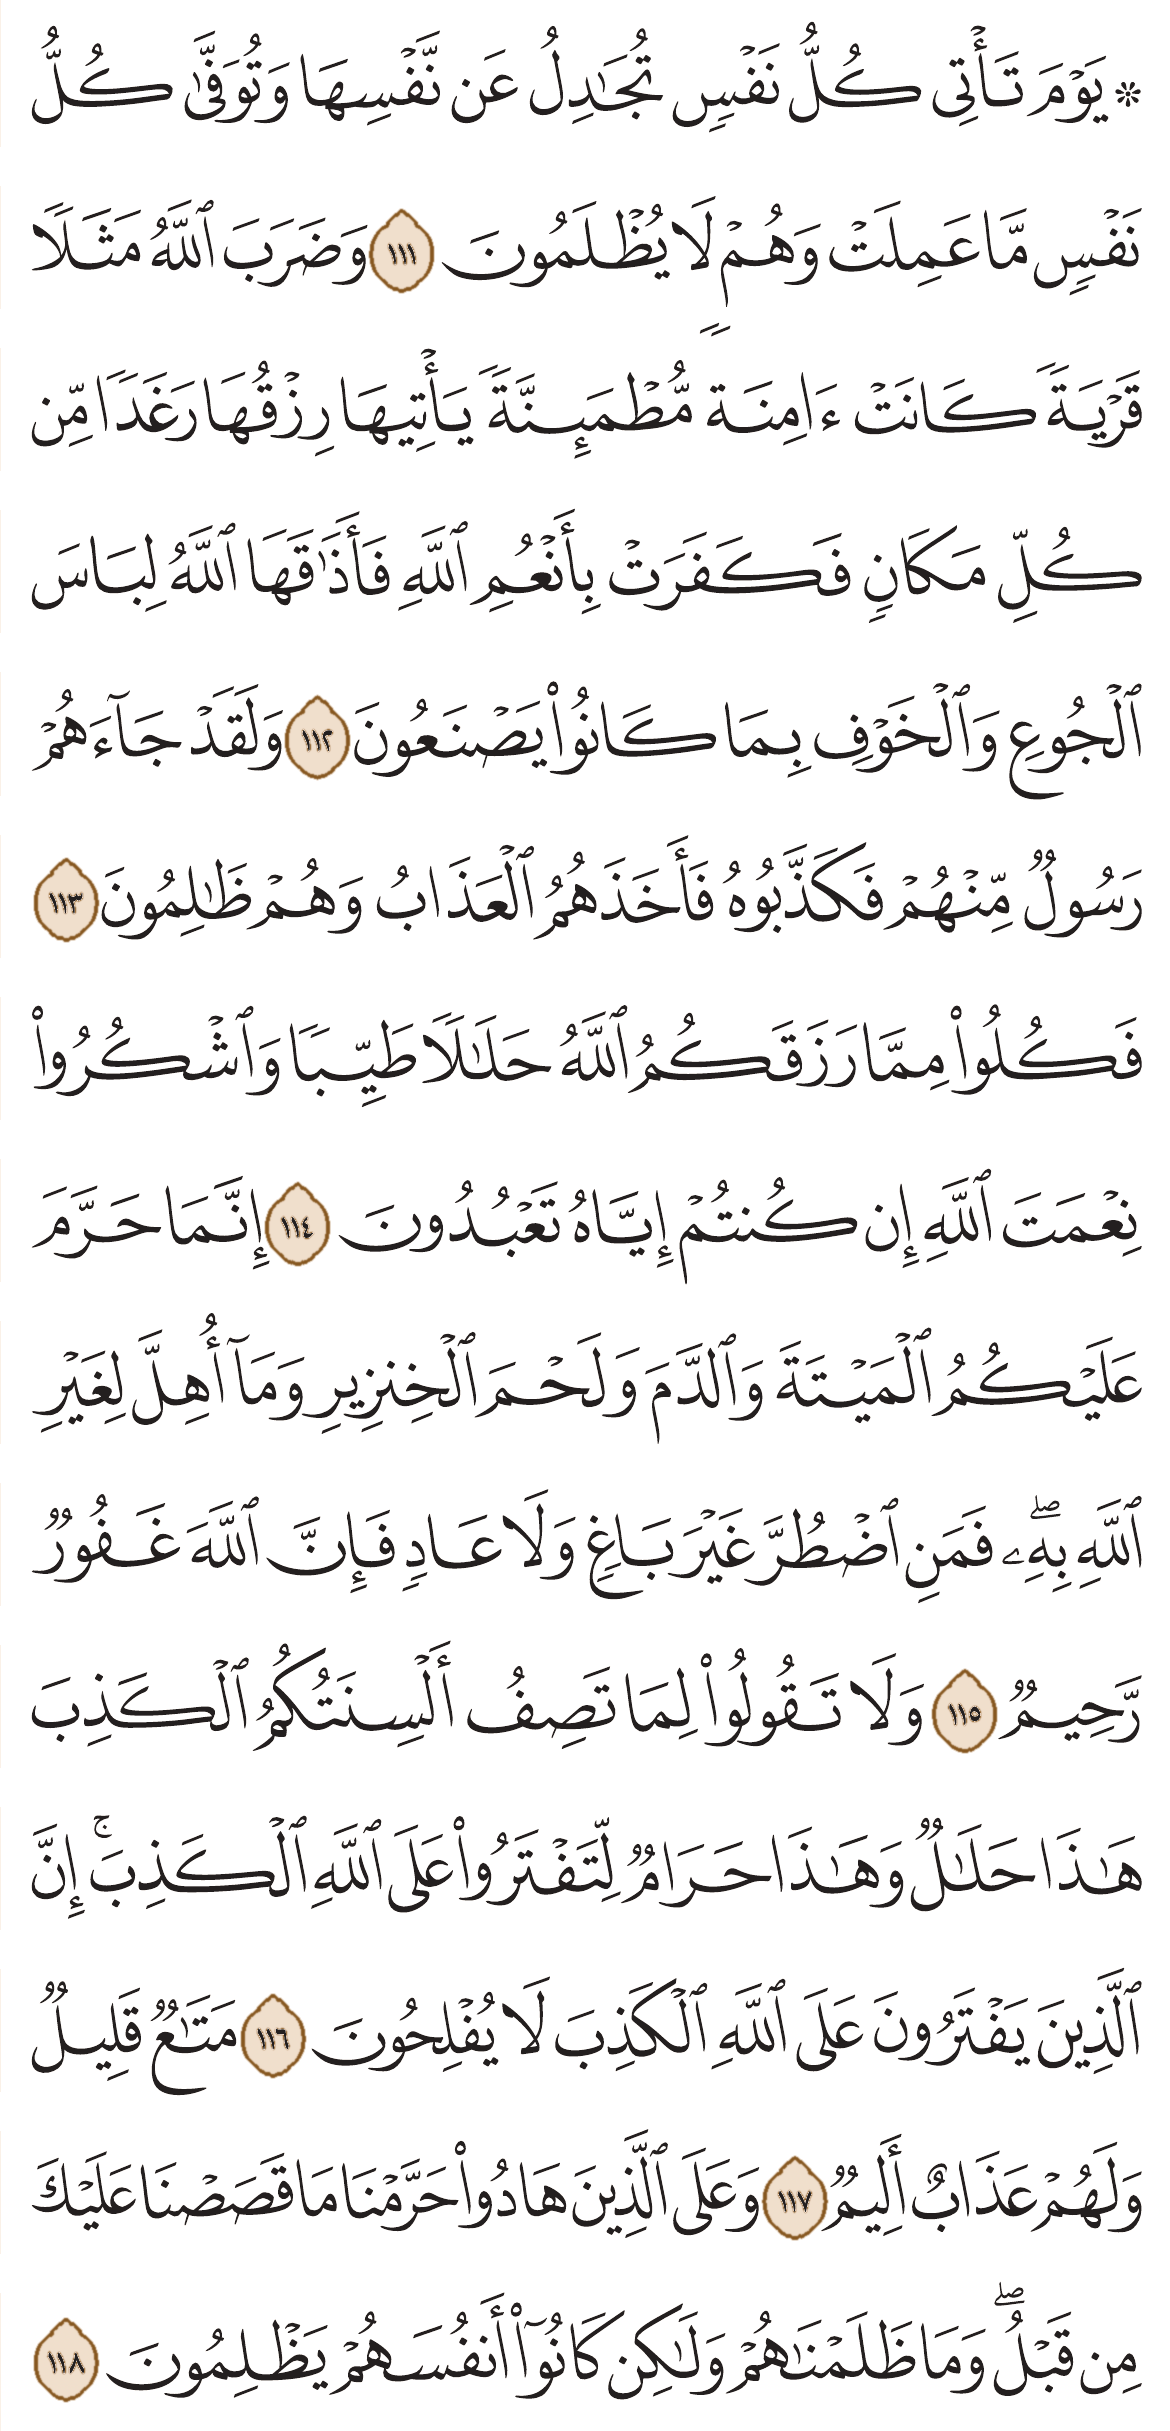 ۞ يَوۡمَ تَأۡتِي كُلُّ نَفۡسٖ تُجَٰدِلُ عَن نَّفۡسِهَا وَتُوَفَّىٰ كُلُّ
نَفۡسٖ مَّا عَمِلَتۡ وَهُمۡ لَا يُظۡلَمُونَ ١١١ وَضَرَبَ ٱللَّهُ مَثَلٗا
قَرۡيَةٗ كَانَتۡ ءَامِنَةٗ مُّطۡمَئِنَّةٗ يَأۡتِيهَا رِزۡقُهَا رَغَدٗا مِّن
كُلِّ مَكَانٖ فَكَفَرَتۡ بِأَنۡعُمِ ٱللَّهِ فَأَذَٰقَهَا ٱللَّهُ لِبَاسَ
ٱلۡجُوعِ وَٱلۡخَوۡفِ بِمَا كَانُواْ يَصۡنَعُونَ ١١٢ وَلَقَدۡ جَآءَهُمۡ
رَسُولٞ مِّنۡهُمۡ فَكَذَّبُوهُ فَأَخَذَهُمُ ٱلۡعَذَابُ وَهُمۡ ظَٰلِمُونَ ١١٣
فَكُلُواْ مِمَّا رَزَقَكُمُ ٱللَّهُ حَلَٰلٗا طَيِّبٗا وَٱشۡكُرُواْ
نِعۡمَتَ ٱللَّهِ إِن كُنتُمۡ إِيَّاهُ تَعۡبُدُونَ ١١٤ إِنَّمَا حَرَّمَ
عَلَيۡكُمُ ٱلۡمَيۡتَةَ وَٱلدَّمَ وَلَحۡمَ ٱلۡخِنزِيرِ وَمَآ أُهِلَّ لِغَيۡرِ
ٱللَّهِ بِهِۦۖ فَمَنِ ٱضۡطُرَّ غَيۡرَ بَاغٖ وَلَا عَادٖ فَإِنَّ ٱللَّهَ غَفُورٞ
رَّحِيمٞ ١١٥ وَلَا تَقُولُواْ لِمَا تَصِفُ أَلۡسِنَتُكُمُ ٱلۡكَذِبَ
هَٰذَا حَلَٰلٞ وَهَٰذَا حَرَامٞ لِّتَفۡتَرُواْ عَلَى ٱللَّهِ ٱلۡكَذِبَۚ إِنَّ
ٱلَّذِينَ يَفۡتَرُونَ عَلَى ٱللَّهِ ٱلۡكَذِبَ لَا يُفۡلِحُونَ ١١٦ مَتَٰعٞ قَلِيلٞ
وَلَهُمۡ عَذَابٌ أَلِيمٞ ١١٧ وَعَلَى ٱلَّذِينَ هَادُواْ حَرَّمۡنَا مَا قَصَصۡنَا عَلَيۡكَ
مِن قَبۡلُۖ وَمَا ظَلَمۡنَٰهُمۡ وَلَٰكِن كَانُوٓاْ أَنفُسَهُمۡ يَظۡلِمُونَ ١١٨